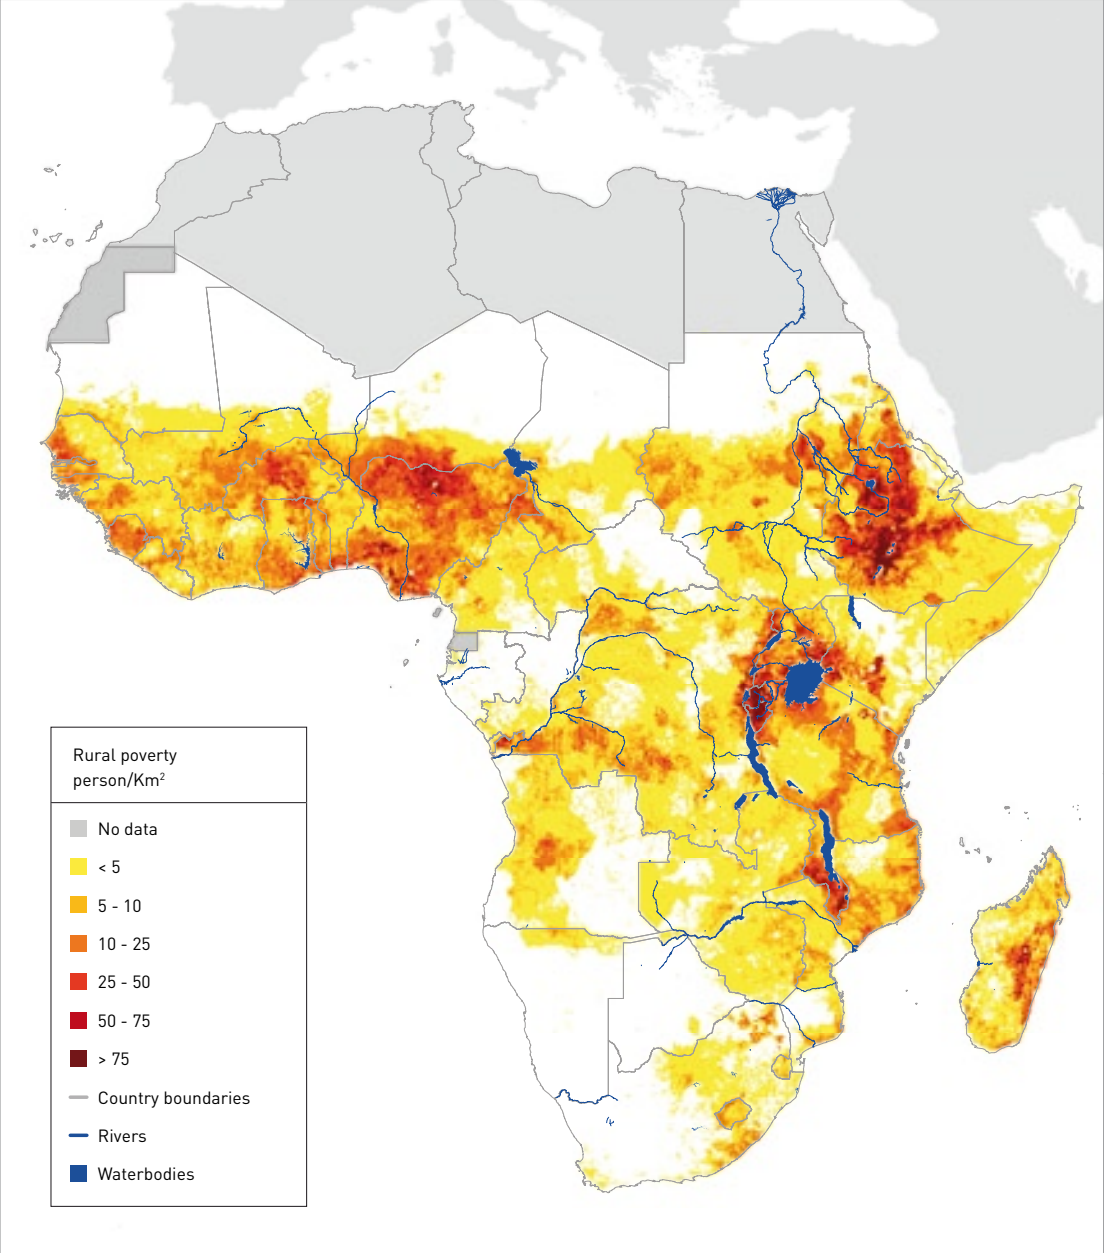 Rural poverty
person/Km²
No data
< 5
5 - 10
10 - 25
25 - 50
50 - 75
> 75
Country boundaries
Rivers
Waterbodies